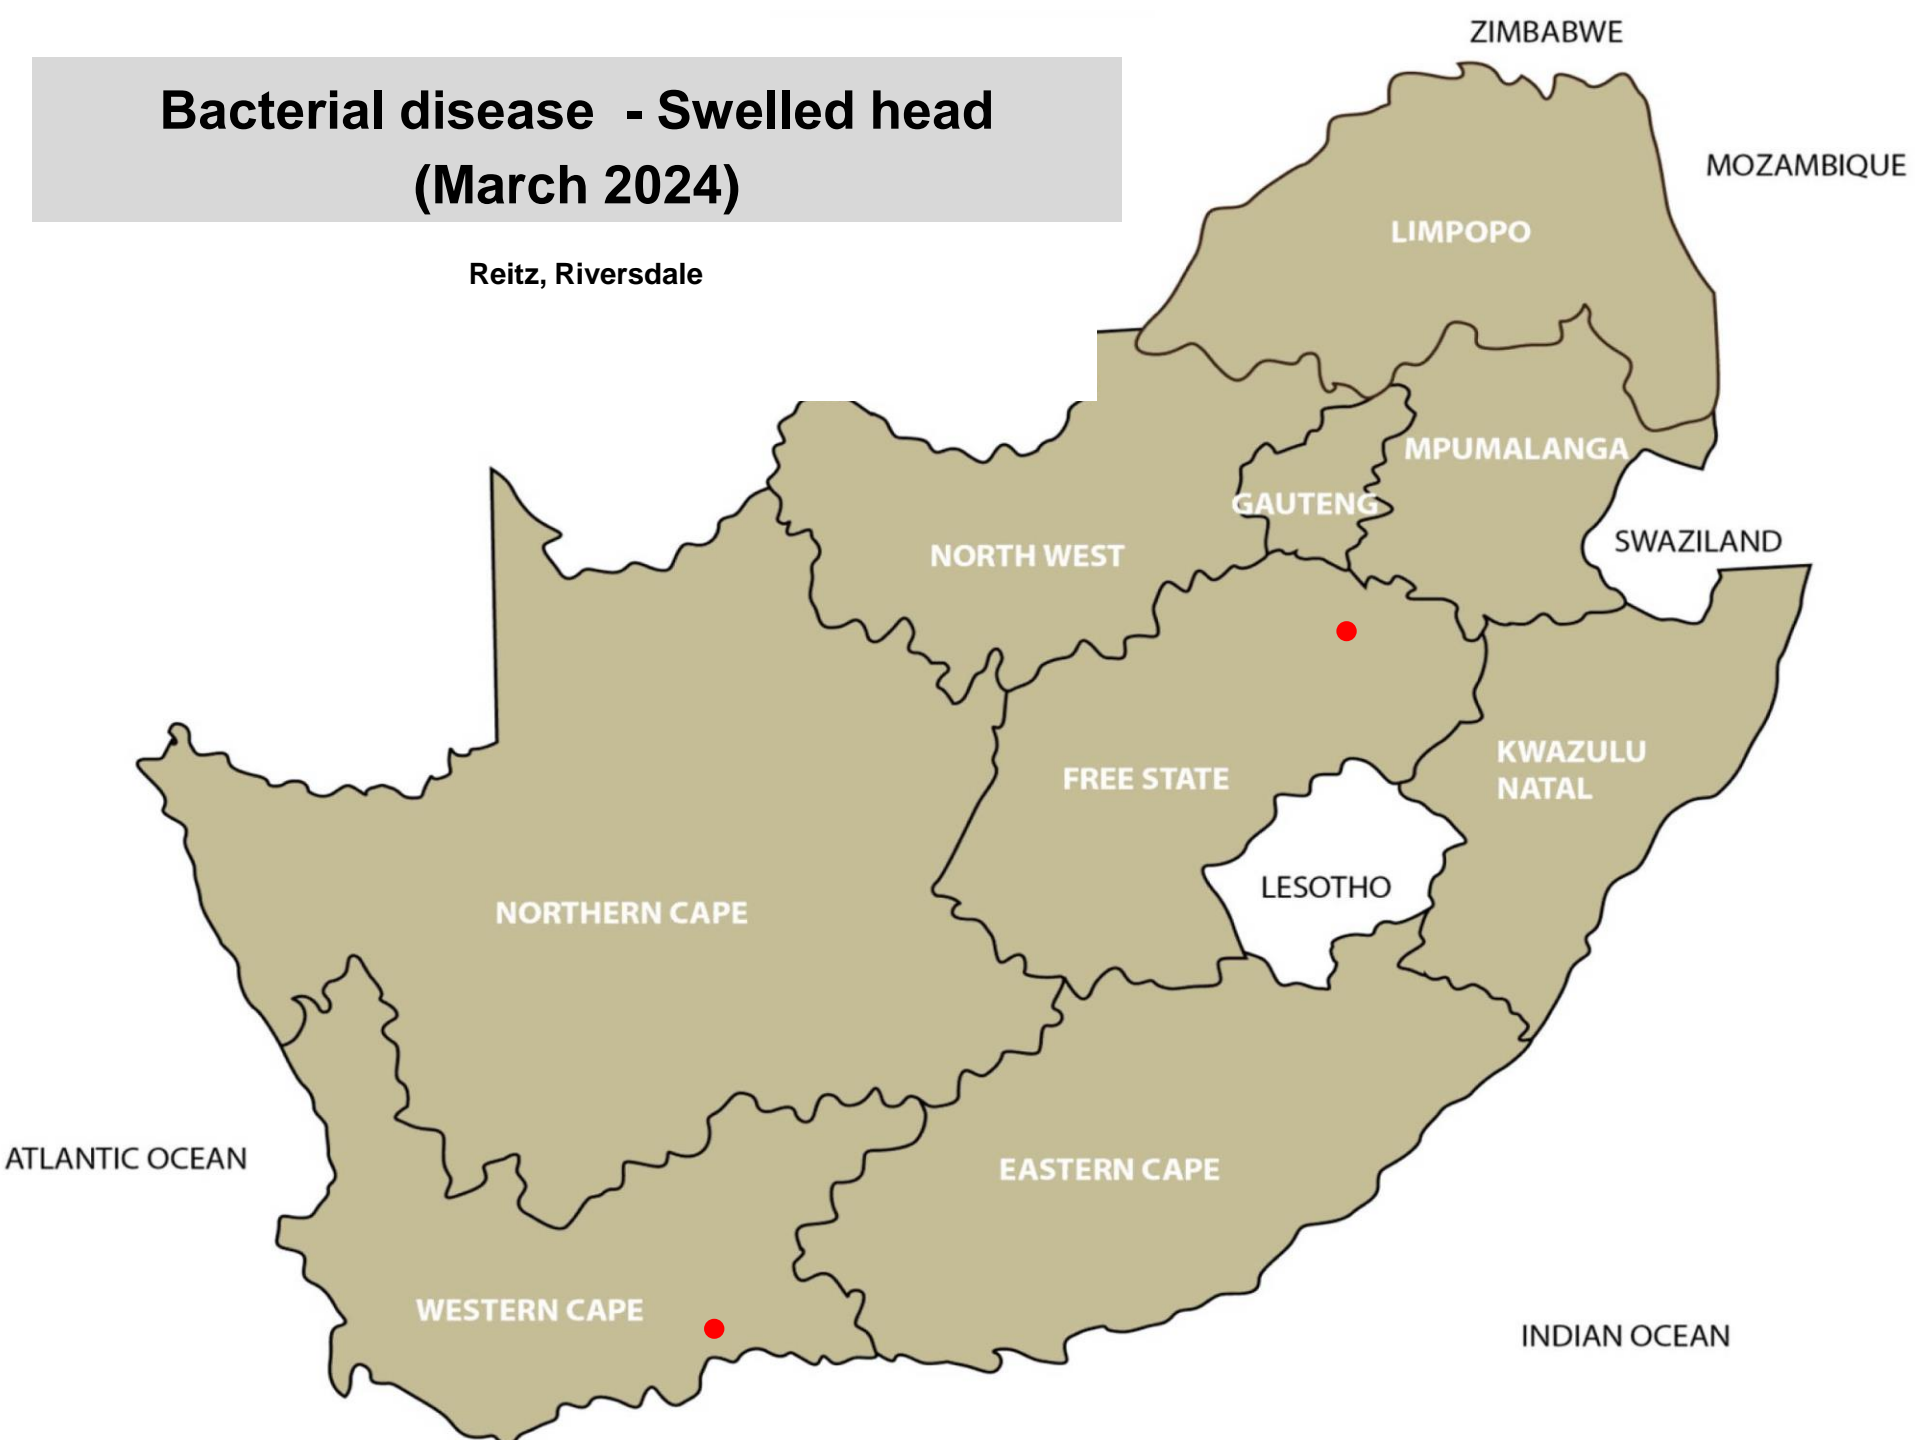 Bacterial disease - Swelled head
(March 2024)
Reitz, Riversdale
ZIMBABWE
MOZAMBIQUE
LIMPOPO
MPUMALANGA
GAUTENG
NORTH WEST
SWAZILAND
KWAZULU
NATAL
FREE STATE
LESOTHO
NORTHERN CAPE
ATLANTIC OCEAN
EASTERN CAPE
WESTERN CAPE
INDIAN OCEAN